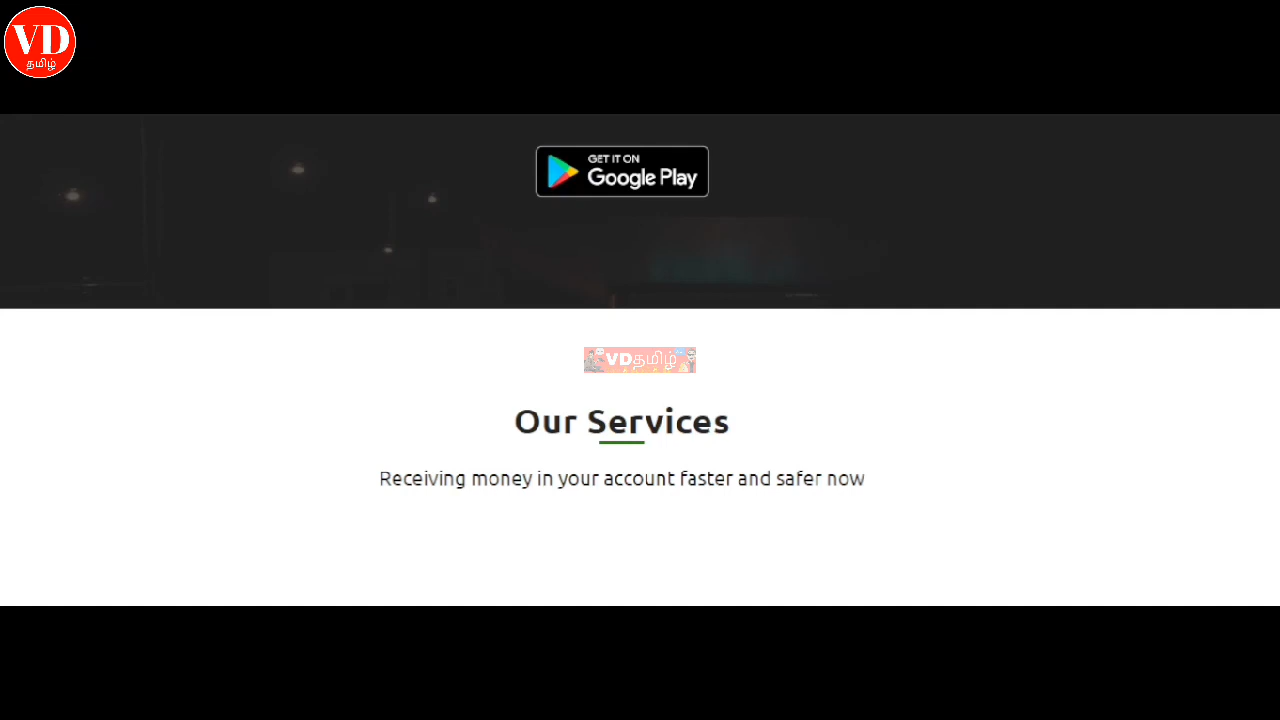 VD
தமிழ்
GET IT ON
Google Play
VDதமிழ்
Our Services
Receiving money in your account faster and safer now